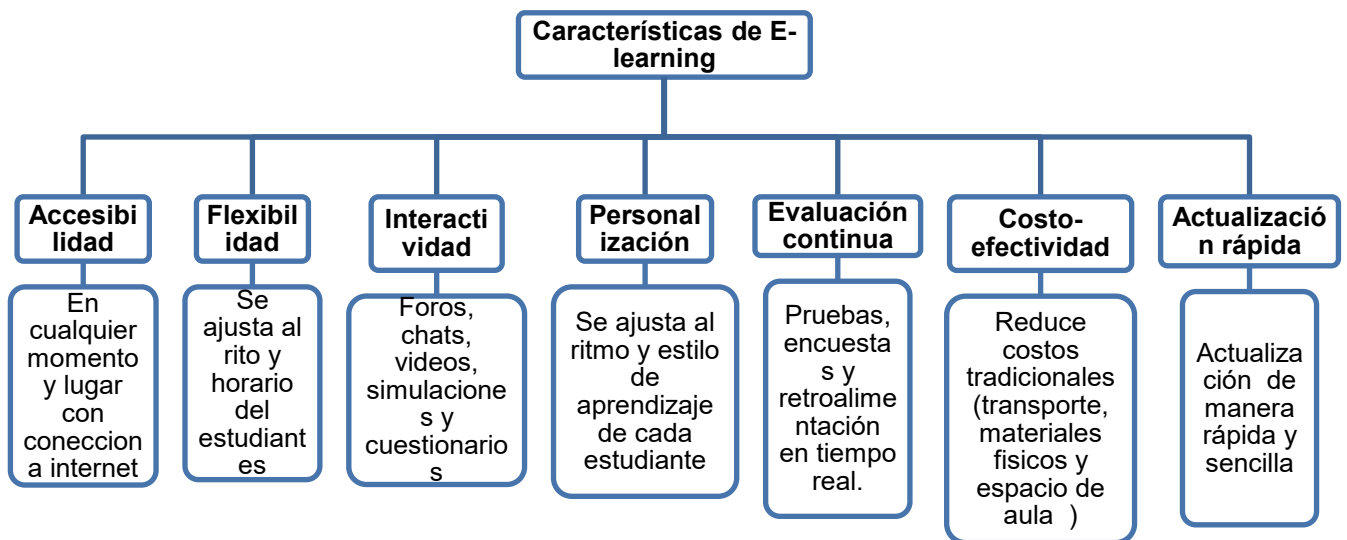 Características de E-
learning
Accesibi
lidad
Flexibil
idad
Interacti
vidad
Personal
ización
Evaluación
continua
Costo-
efectividad
Actualizació
n rápida
En
cualquier
momento
y lugar
con
coneccion
a internet
Se
ajusta al
rito y
horario
del
estudiant
es
Foros,
chats,
videos,
simulacione
s y
cuestionario
s
Se ajusta al
ritmo y estilo
de
aprendizaje
de cada
estudiante
Pruebas,
encuesta
s y
retroalime
ntación
en tiempo
real.
Reduce
costos
tradicionales
(transporte,
materiales
fisicos y
espacio de
aula )
Actualiza
ción de
manera
rápida y
sencilla